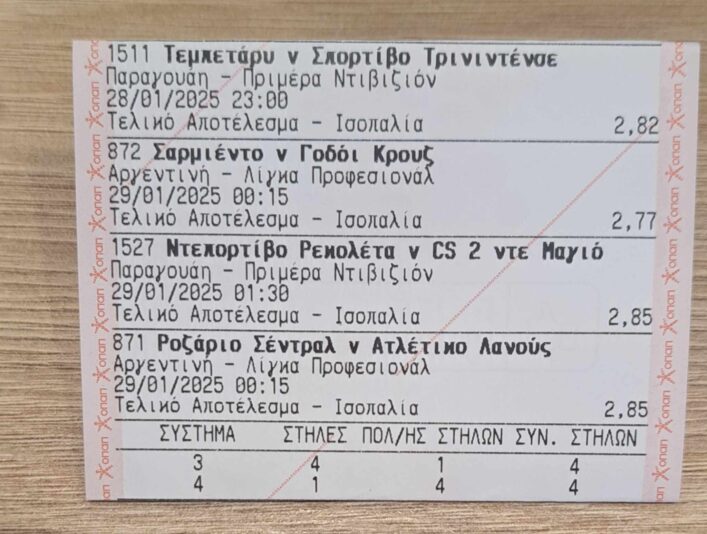 1511 Τεμπετάρυ v Σπορτίβο Τρινιντένσε
Παραγουάη - Πριμέρα Ντιβιζιόν
28/01/2025 23:00
Τελικό Αποτέλεσμα - Ισοπαλία 2,82
872 Σαρμιέντο v Γοδόι Κρουζ
Αργεντινή - Λίγκα Προφεσιονάλ
29/01/2025 00:15
Τελικό Αποτέλεσμα - Ισοπαλία 2,77
1527 Ντεπορτίβο Ρεκολέτα v CS 2 ντε Μαγιό
Παραγουάη - Πριμέρα Ντιβιζιόν
29/01/2025 01:30
Τελικό Αποτέλεσμα - Ισοπαλία 2,85
871 Ροζάριο Σέντραλ v Ατλέτικο Λανούς
Αργεντινή - Λίγκα Προφεσιονάλ
29/01/2025 00:15
Τελικό Αποτέλεσμα - Ισοπαλία 2,85
ΣΥΣΤΗΜΑ ΣΤΗΛΕΣ ΠΟΛ/ΗΣ ΣΤΗΛΩΝ ΣΥΝ. ΣΤΗΛΩΝ
3 4 1 4
4 1 4 4
οπαπ